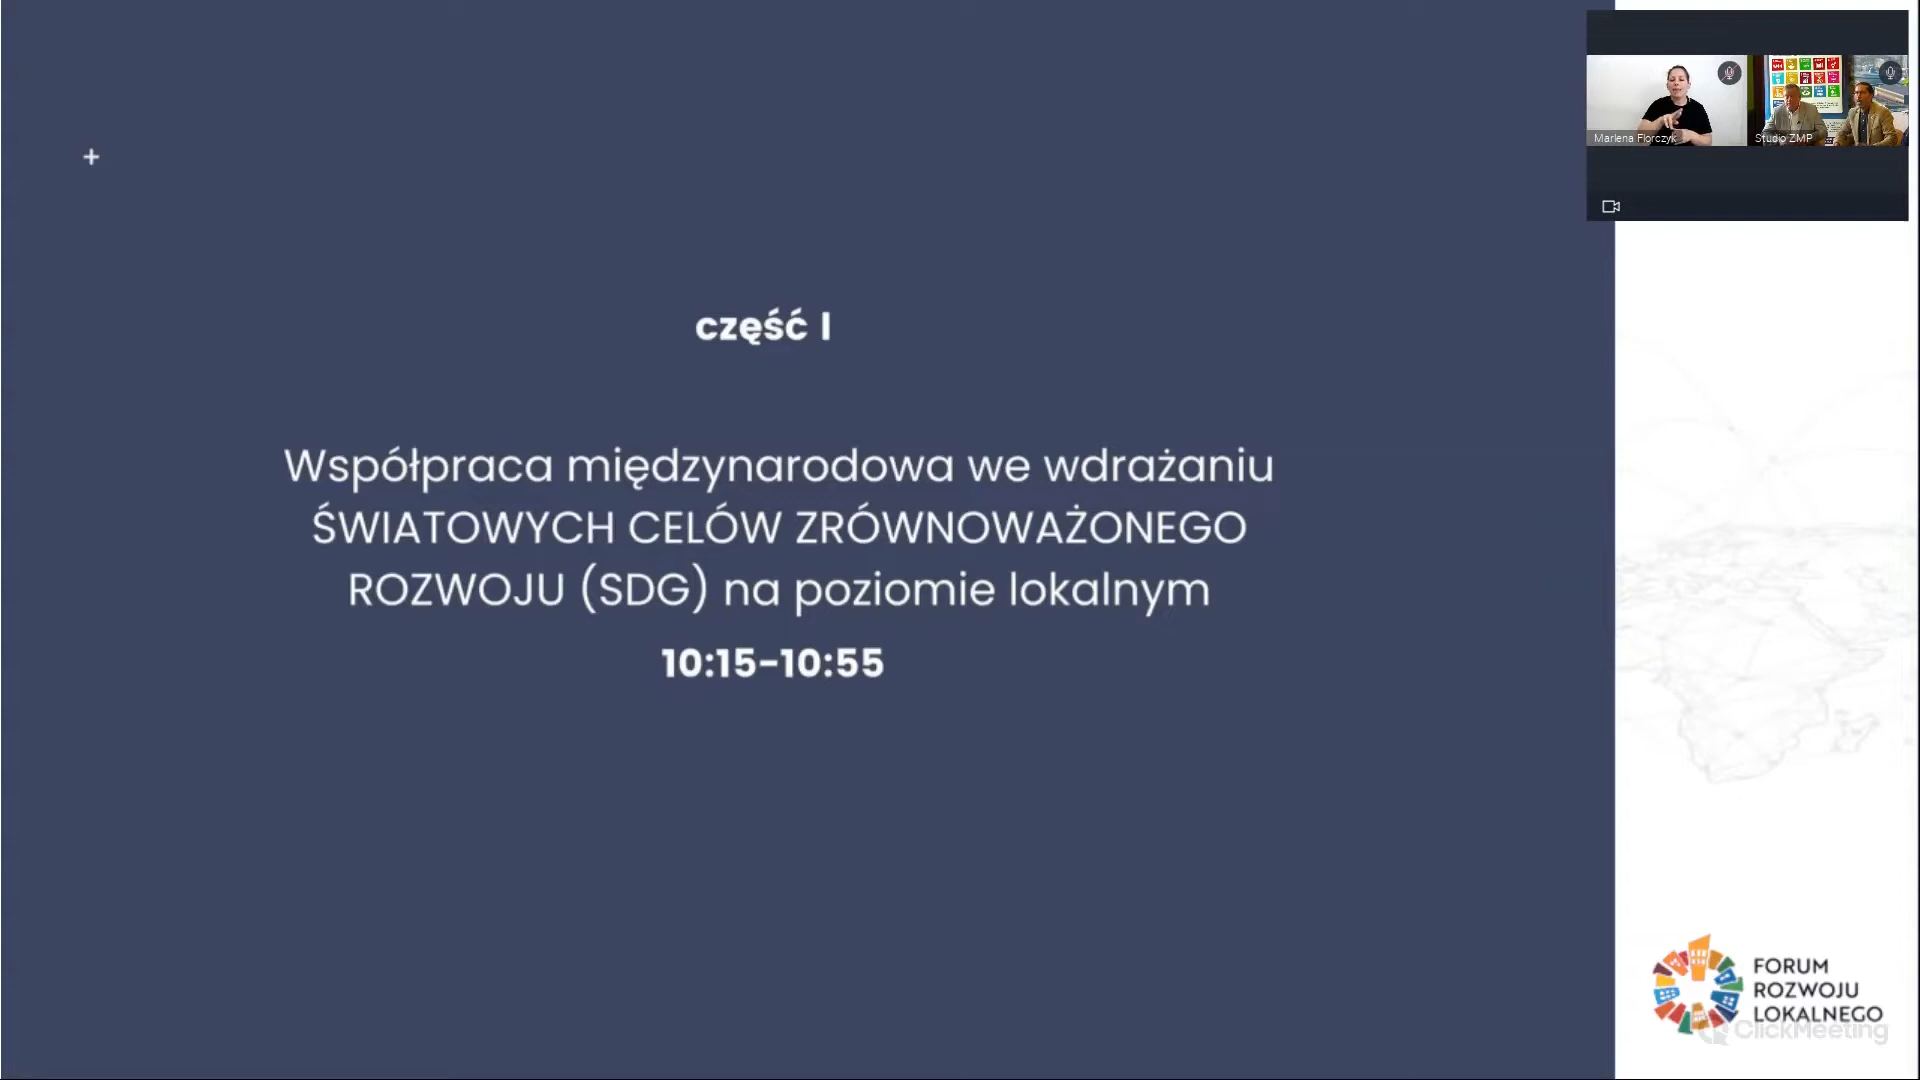 część I
Współpraca międzynarodowa we wdrażaniu
ŚWIATOWYCH CELÓW ZRÓWNOWAŻONEGO
ROZWOJU (SDG) na poziomie lokalnym
10:15-10:55
Marlena Florczyk
Studio ZMP
FORUM
ROZWOJU
LOKALNEGO
ClickMeeting